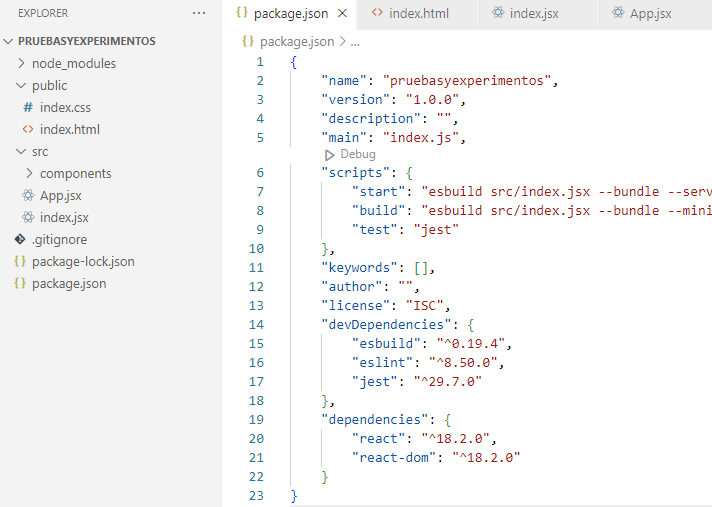 EXPLORER ...
PRUEBASYEXPERIMENTOS
node_modules
public
# index.css
<> index.html
src
components
App.jsx
index.jsx
.gitignore
{} package-lock.json
{} package.json
{} package.json × <> index.html index.jsx App.jsx
{} package.json > ...
1 {
2 "name": "pruebasyexperimentos",
3 "version": "1.0.0",
4 "description": "",
5 "main": "index.js",
Debug
6 "scripts": {
7 "start": "esbuild src/index.jsx --bundle --serv
8 "build": "esbuild src/index.jsx --bundle --mini
9 "test": "jest"
10 },
11 "keywords": [],
12 "author": "",
13 "license": "ISC",
14 "devDependencies": {
15 "esbuild": "^0.19.4",
16 "eslint": "^8.50.0",
17 "jest": "^29.7.0"
18 },
19 "dependencies": {
20 "react": "^18.2.0",
21 "react-dom": "^18.2.0"
22 }
23 }